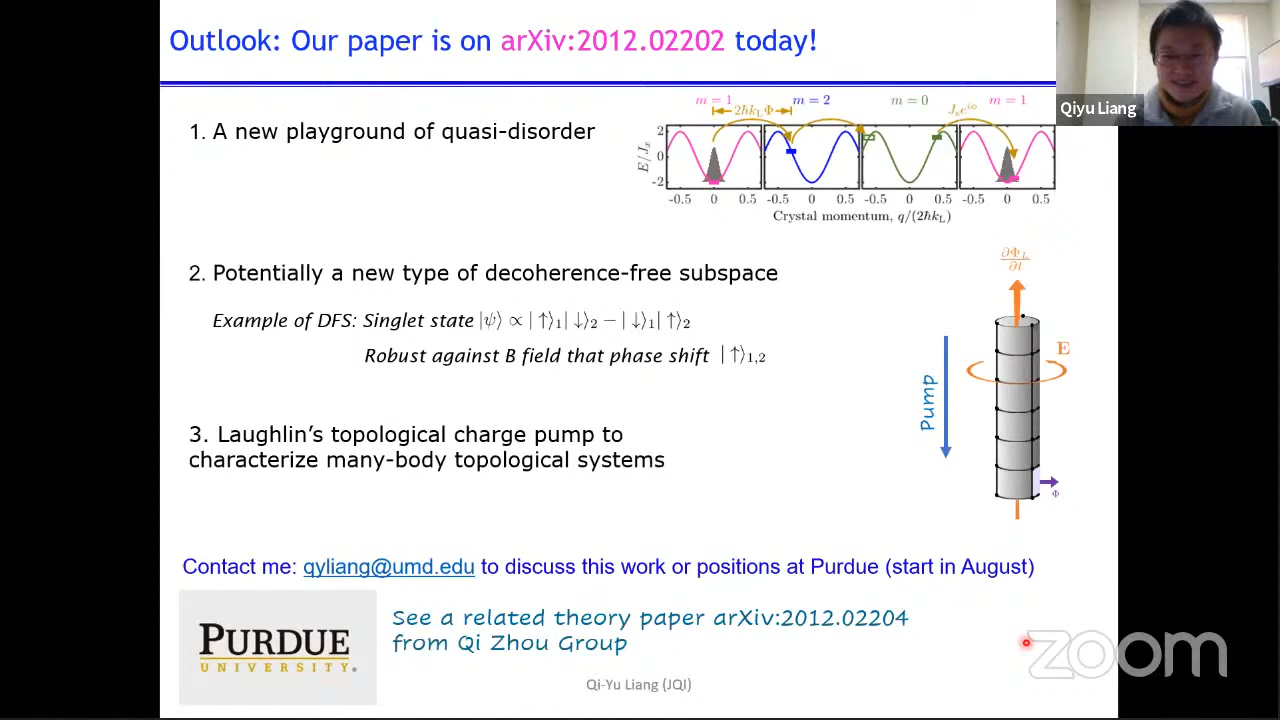 Outlook: Our paper is on arXiv:2012.02202 today!
Qiyu Liang
1. A new playground of quasi-disorder
m = 1 2ħk_LΦ m = 2 m = 0 J_s e^{iφ} m = 1
E/J_x
2
0
-2
-0.5 0 0.5 -0.5 0 0.5 -0.5 0 0.5 -0.5 0 0.5
Crystal momentum, q/(2ħk_L)
2. Potentially a new type of decoherence-free subspace
Example of DFS: Singlet state |ψ⟩ ∝ |↑⟩₁|↓⟩₂ − |↓⟩₁|↑⟩₂
Robust against B field that phase shift |↑⟩₁,₂
∂Φ_L/∂t
E
Pump
Φ
3. Laughlin's topological charge pump to
characterize many-body topological systems
Contact me: qyliang@umd.edu to discuss this work or positions at Purdue (start in August)
PURDUE
UNIVERSITY®
See a related theory paper arXiv:2012.02204
from Qi Zhou Group
zoom
Qi-Yu Liang (JQI)